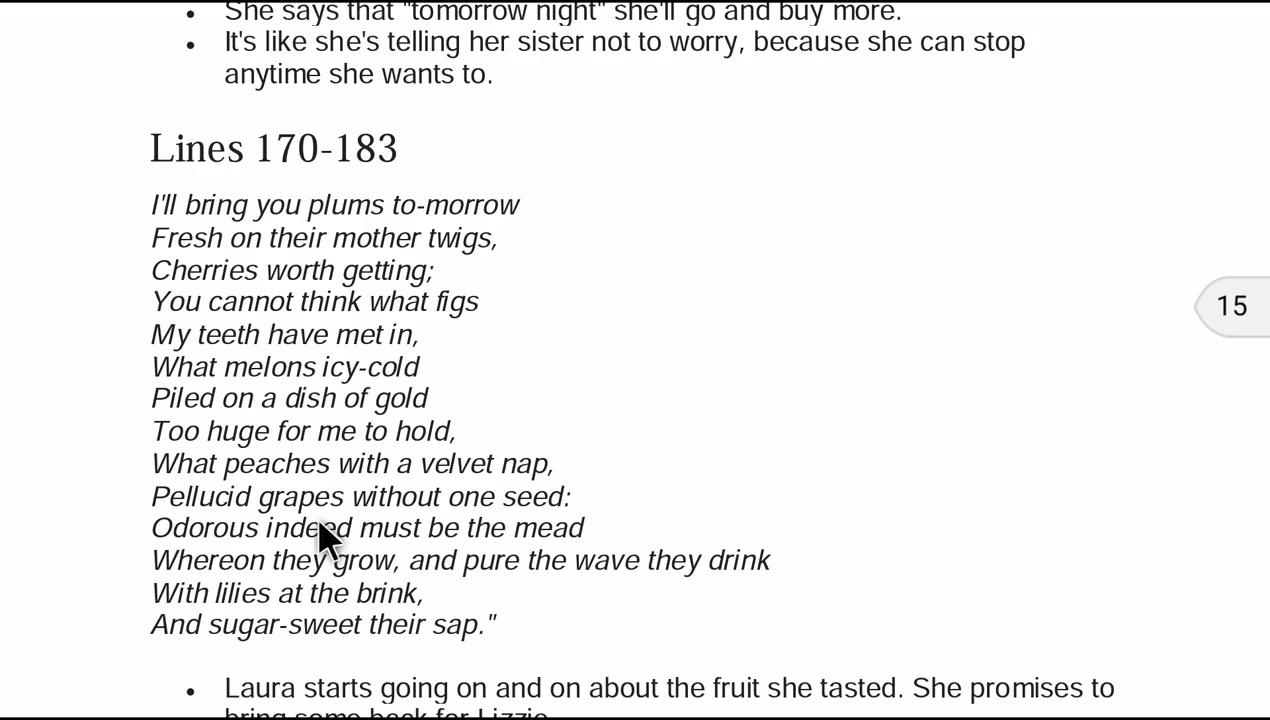 She says that "tomorrow night" she'll go and buy more.
It's like she's telling her sister not to worry, because she can stop
anytime she wants to.
Lines 170-183
I'll bring you plums to-morrow
Fresh on their mother twigs,
Cherries worth getting;
You cannot think what figs
My teeth have met in,
What melons icy-cold
Piled on a dish of gold
Too huge for me to hold,
What peaches with a velvet nap,
Pellucid grapes without one seed:
Odorous indeed must be the mead
Whereon they grow, and pure the wave they drink
With lilies at the brink,
And sugar-sweet their sap."
15
Laura starts going on and on about the fruit she tasted. She promises to
bring some back for Lizzie